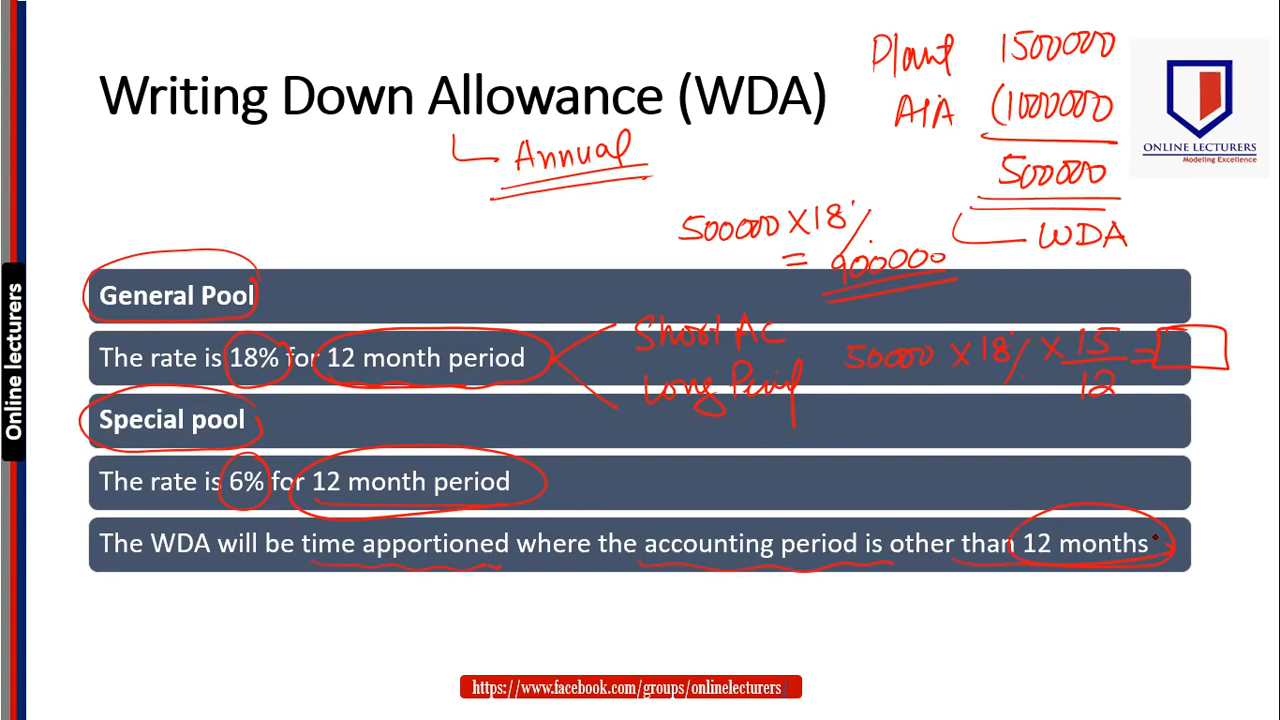 Writing Down Allowance (WDA)
Annual
Plant 1500000
AIA (1000000
500000
WDA
500000 X 18%
= 900000
ONLINE LECTURERS
Modeling Excellence
General Pool
The rate is 18% for 12 month period
Short AC
Long Period
50000 X 18% X 15/12 =
Special pool
The rate is 6% for 12 month period
The WDA will be time apportioned where the accounting period is other than 12 months
Online lecturers
https://www.facebook.com/groups/onlinelecturers/